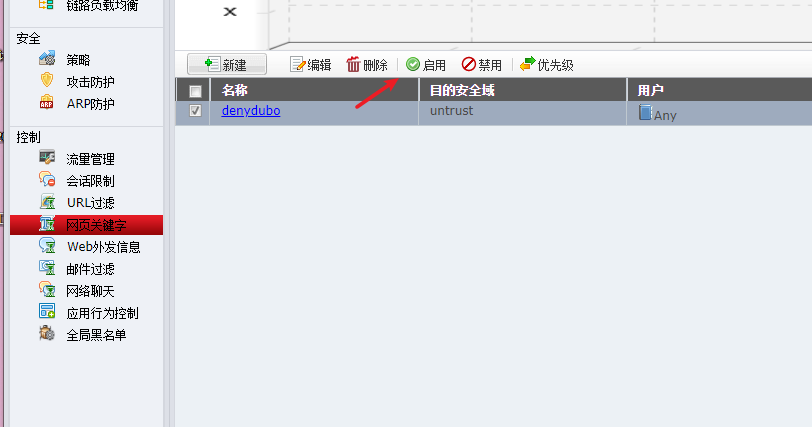 链路负载均衡
安全
策略
攻击防护
ARP
ARP防护
控制
流量管理
会话限制
URL过滤
网页关键字
Web外发信息
邮件过滤
网络聊天
应用行为控制
全局黑名单
新建 编辑 删除 启用 禁用 优先级
名称 目的安全域 用户
denydubo untrust Any